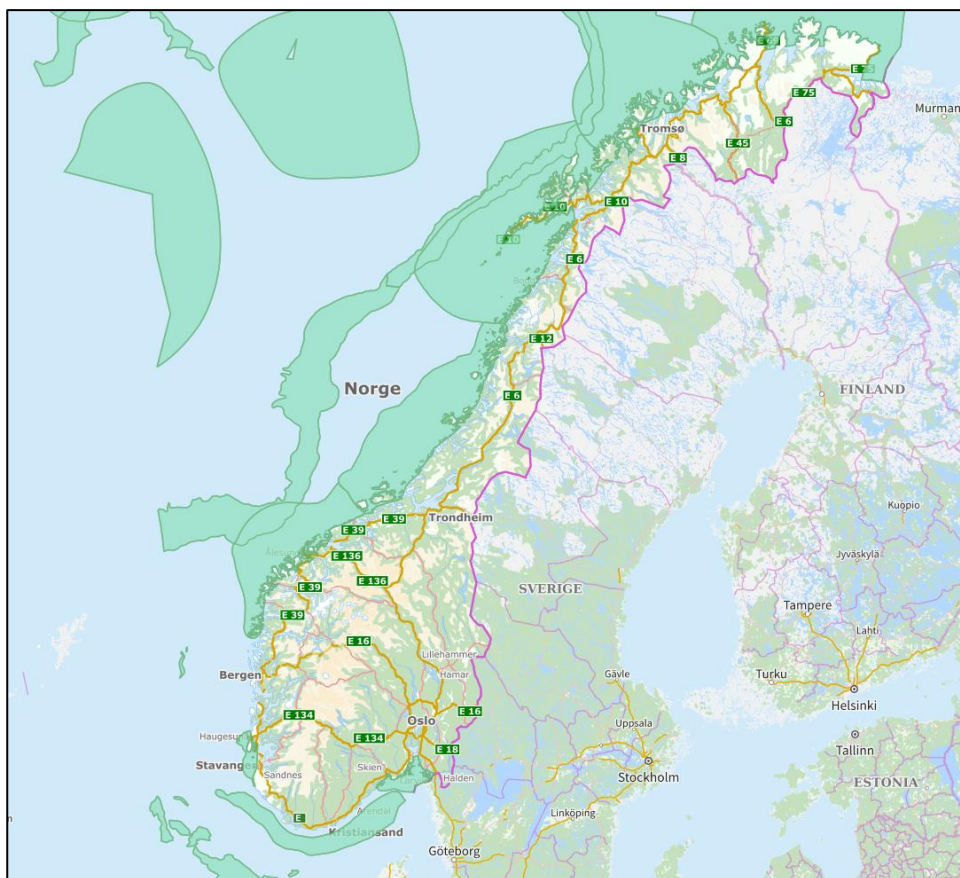 E 75
Murman
E 75
E 6
Tromsø
E 45
E 8
E 10
E 10
E 10
E 6
E 12
Norge
FINLAND
E 6
Kuopio
E 39
Trondheim
E 39
Ålesund
E 136
Jyväskylä
E 136
E 39
SVERIGE
E 39
Tampere
Lahti
E 16
Lillehammer
Bergen
Hamar
Gävle
Turku
Helsinki
E 134
Oslo
E 16
Uppsala
Haugesun
E 134
Tallinn
E 18
Stavanger
Skien
Stockholm
Sandnes
Halden
ESTONIA
Arendal
E
Linköping
Kristiansand
Göteborg